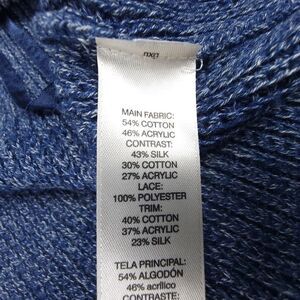 MAIN FABRIC:
54% COTTON
46% ACRYLIC
CONTRAST:
43% SILK
30% COTTON
27% ACRYLIC
LACE:
100% POLYESTER
TRIM:
40% COTTON
37% ACRYLIC
23% SILK
TELA PRINCIPAL:
54% ALGODÓN
46% acrílico
CONTRASTE: